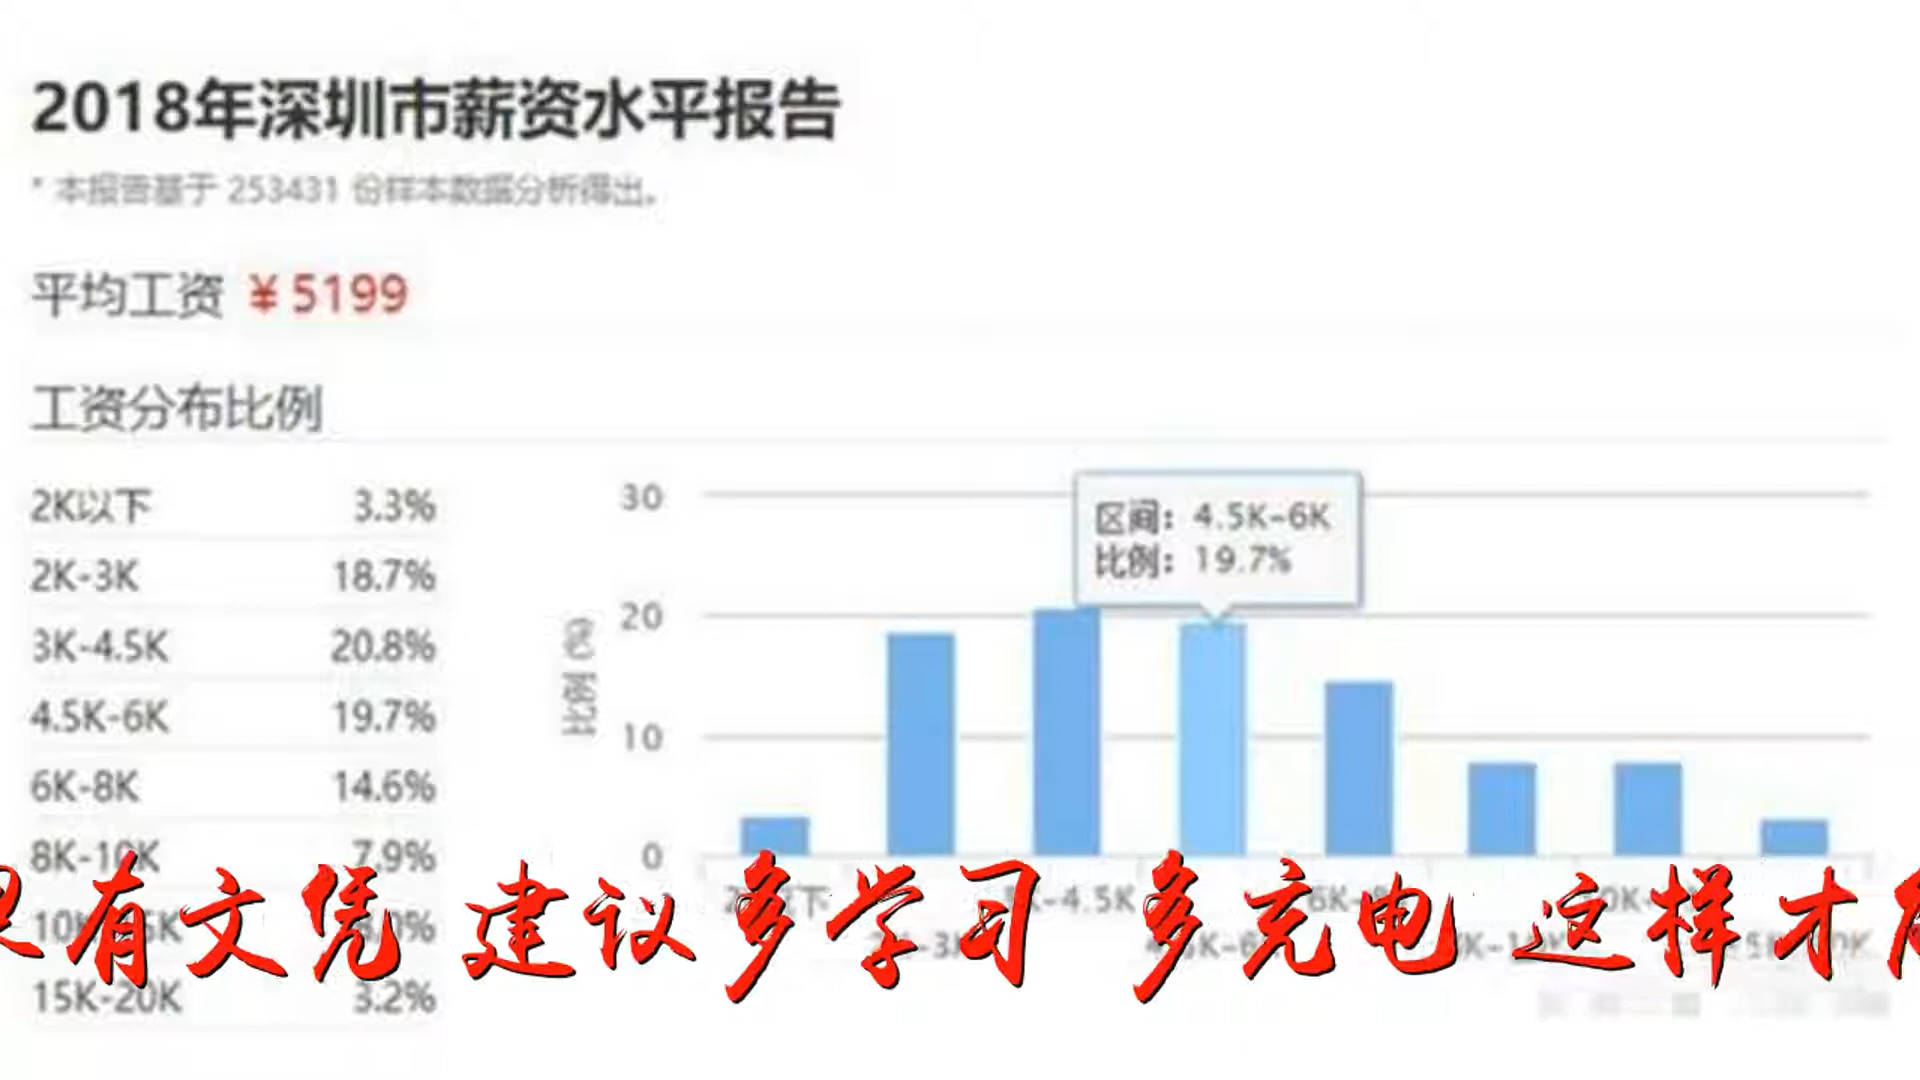 2018年深圳市薪资水平报告
* 本报告基于 253431 份样本数据分析得出。
平均工资 ¥ 5199
工资分布比例
2K以下 3.3%
2K-3K 18.7%
3K-4.5K 20.8%
4.5K-6K 19.7%
6K-8K 14.6%
8K-10K 7.9%
15K-20K 3.2%
比例 (%)
30
20
10
0
区间：4.5K-6K
比例：19.7%
有文凭 建议多学习 多充电 这样才